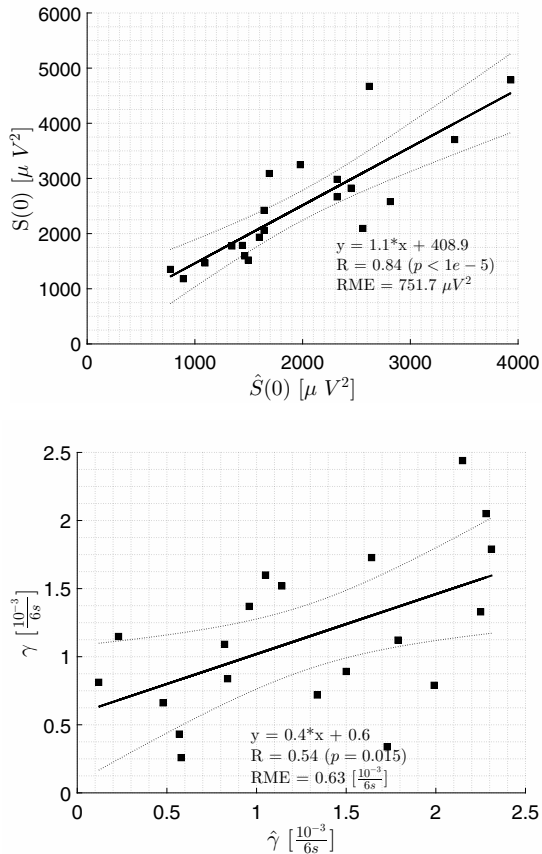 6000
5000
4000
3000
2000
1000
0
S(0) [μ V²]
y = 1.1*x + 408.9
R = 0.84 (p < 1e − 5)
RME = 751.7 μV²
0 1000 2000 3000 4000
Ŝ(0) [μ V²]
2.5
2
1.5
1
0.5
0
γ [10⁻³/6s]
y = 0.4*x + 0.6
R = 0.54 (p = 0.015)
RME = 0.63 [10⁻³/6s]
0 0.5 1 1.5 2 2.5
γ̂ [10⁻³/6s]